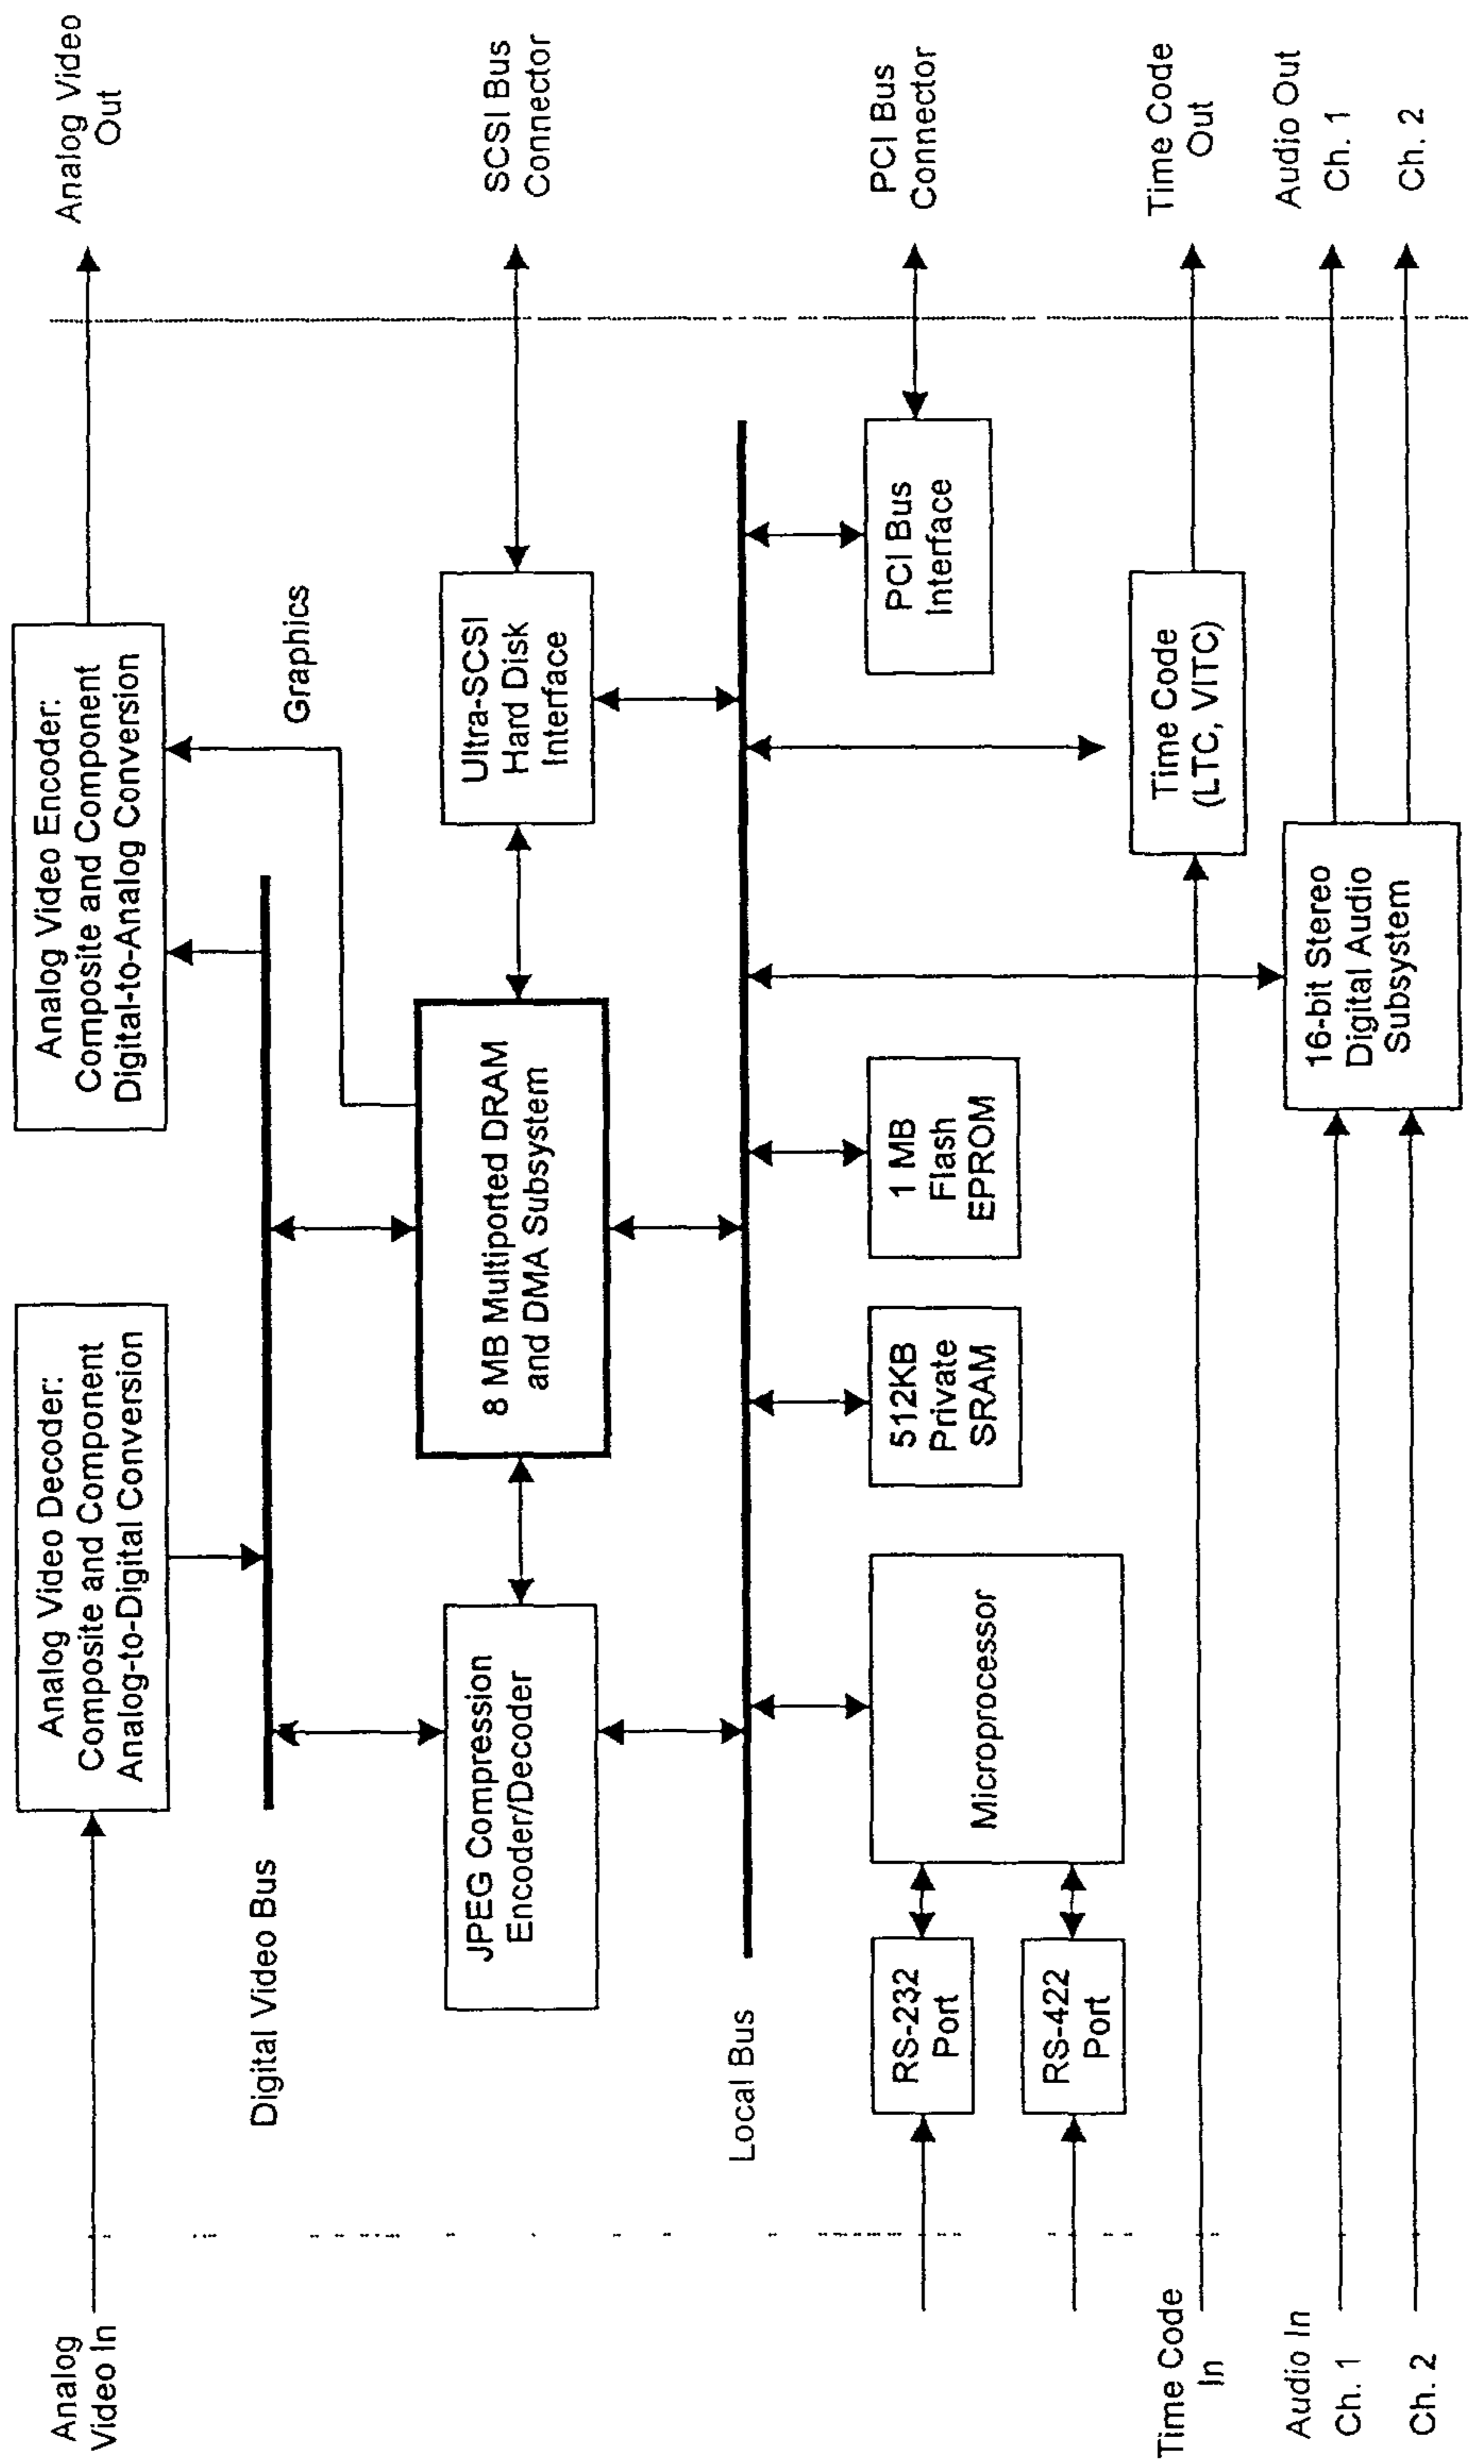 Analog
Video In
Analog Video Decoder:
Composite and Component
Analog-to-Digital Conversion
Analog Video Encoder:
Composite and Component
Digital-to-Analog Conversion
Analog Video
Out
Digital Video Bus
Graphics
JPEG Compression
Encoder/Decoder
8 MB Multiported DRAM
and DMA Subsystem
Ultra-SCSI
Hard Disk
Interface
SCSI Bus
Connector
Local Bus
RS-232
Port
RS-422
Port
Microprocessor
512KB
Private
SRAM
1 MB
Flash
EPROM
PCI Bus
Interface
PCI Bus
Connector
Time Code
In
Time Code
(LTC, VITC)
Time Code
Out
Audio In
Ch. 1
Ch. 2
16-bit Stereo
Digital Audio
Subsystem
Audio Out
Ch. 1
Ch. 2